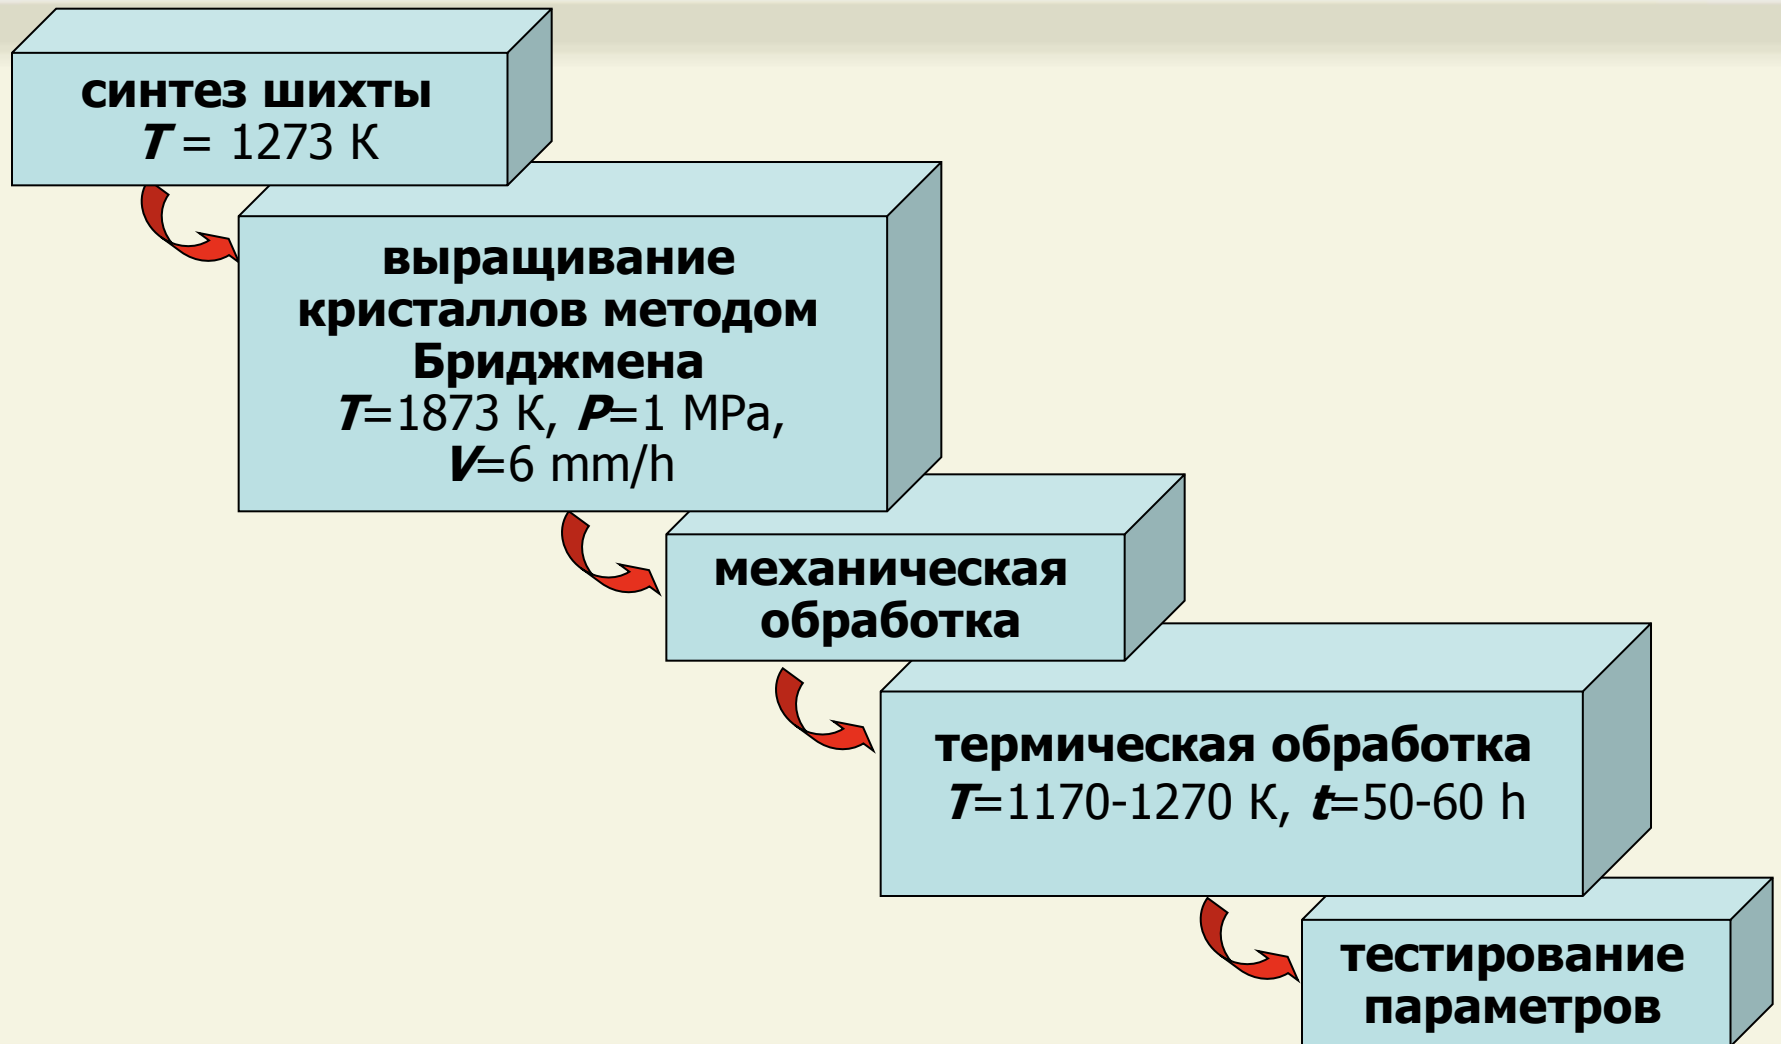 синтез шихты
T = 1273 K
выращивание
кристаллов методом
Бриджмена
T=1873 K, P=1 MPa,
V=6 mm/h
механическая
обработка
термическая обработка
T=1170-1270 K, t=50-60 h
тестирование
параметров